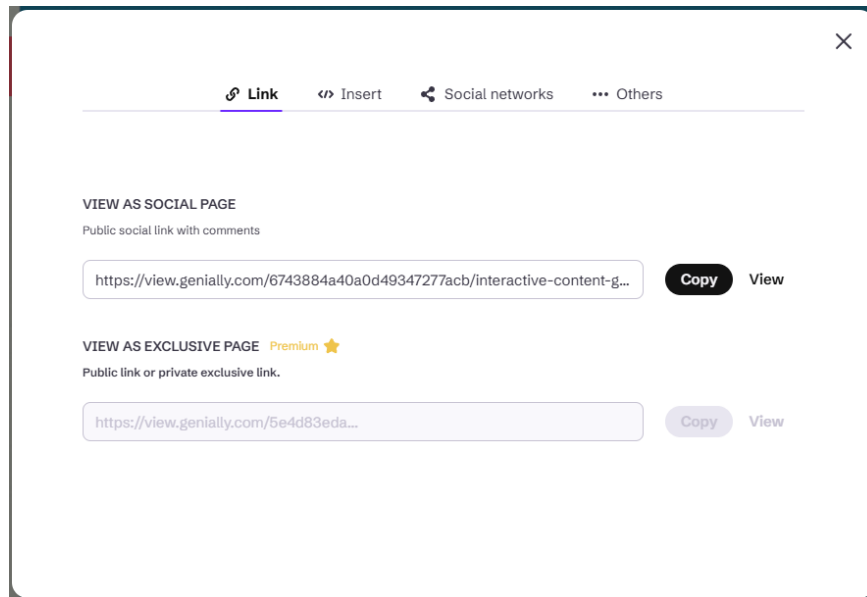 Link Insert Social networks Others
VIEW AS SOCIAL PAGE
Public social link with comments
https://view.genially.com/6743884a40a0d49347277acb/interactive-content-g... Copy View
VIEW AS EXCLUSIVE PAGE Premium
Public link or private exclusive link.
https://view.genially.com/5e4d83eda... Copy View